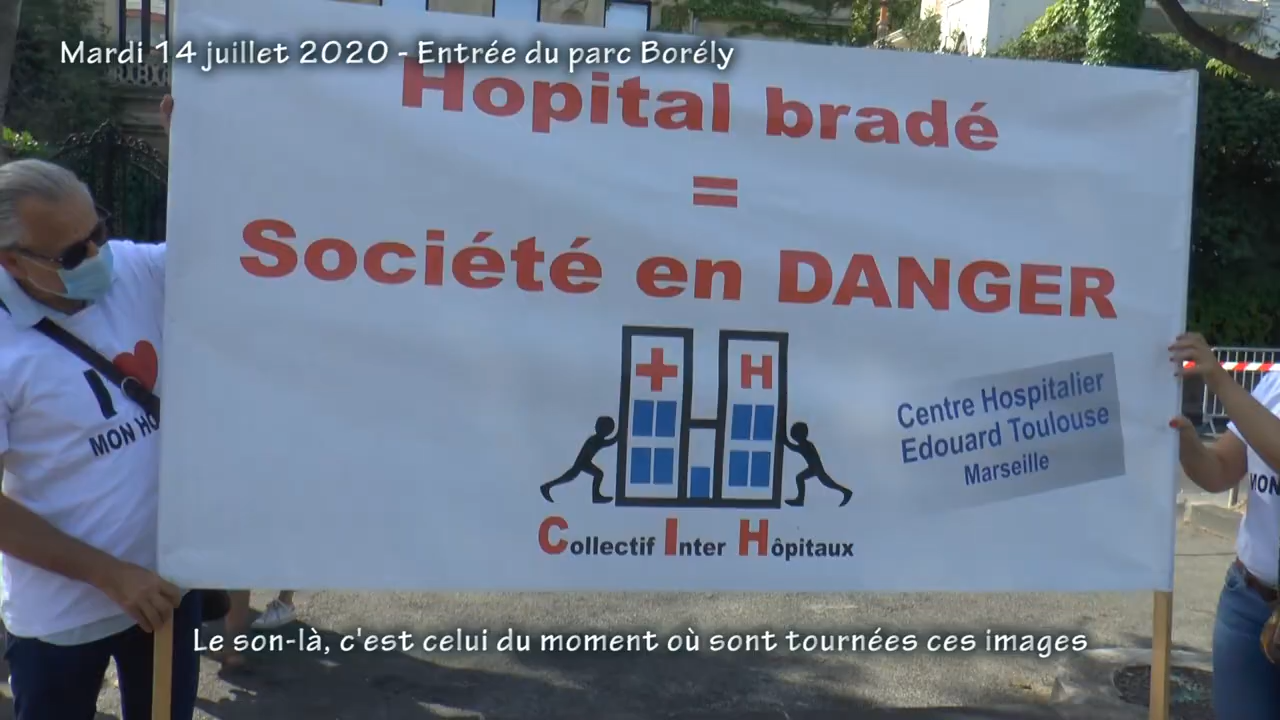 Mardi 14 juillet 2020 - Entrée du parc Borély
Hopital bradé
=
Société en DANGER
H
Centre Hospitalier
Edouard Toulouse
Marseille
Collectif Inter Hôpitaux
I
MON HO
MON
Le son-là, c'est celui du moment où sont tournées ces images